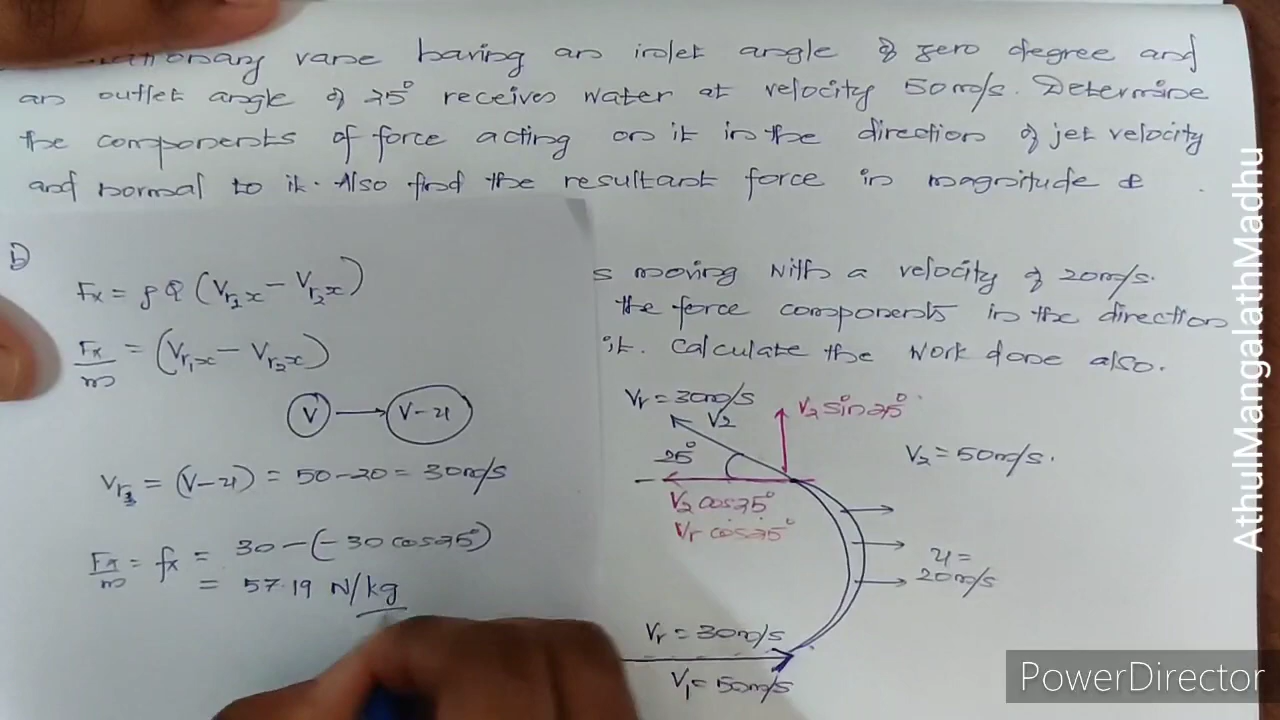 stationary vane having an inlet angle of zero degree and
an outlet angle of 25° receives water at velocity 50m/s. Determine
the components of force acting on it in the direction of jet velocity
and normal to it. Also find the resultant force in magnitude &
s moving with a velocity of 20m/s.
the force components in the direction
it. Calculate the work done also.
1)
Fx = ρQ (Vr1x - Vr2x)
Fx/m = (Vr1x - Vr2x)
V → V-u
Vr1 = (V-u) = 50-20 = 30m/s
Fx/m = fx = 30-(-30cos25°)
= 57.19 N/kg
Vr = 30m/s
V2
V2 sin25°
25°
V2 = 50m/s.
V2 cos25°
Vr cos25°
u =
20m/s
Vr = 30m/s
V1 = 50m/s
AthulMangalathMadhu
PowerDirector